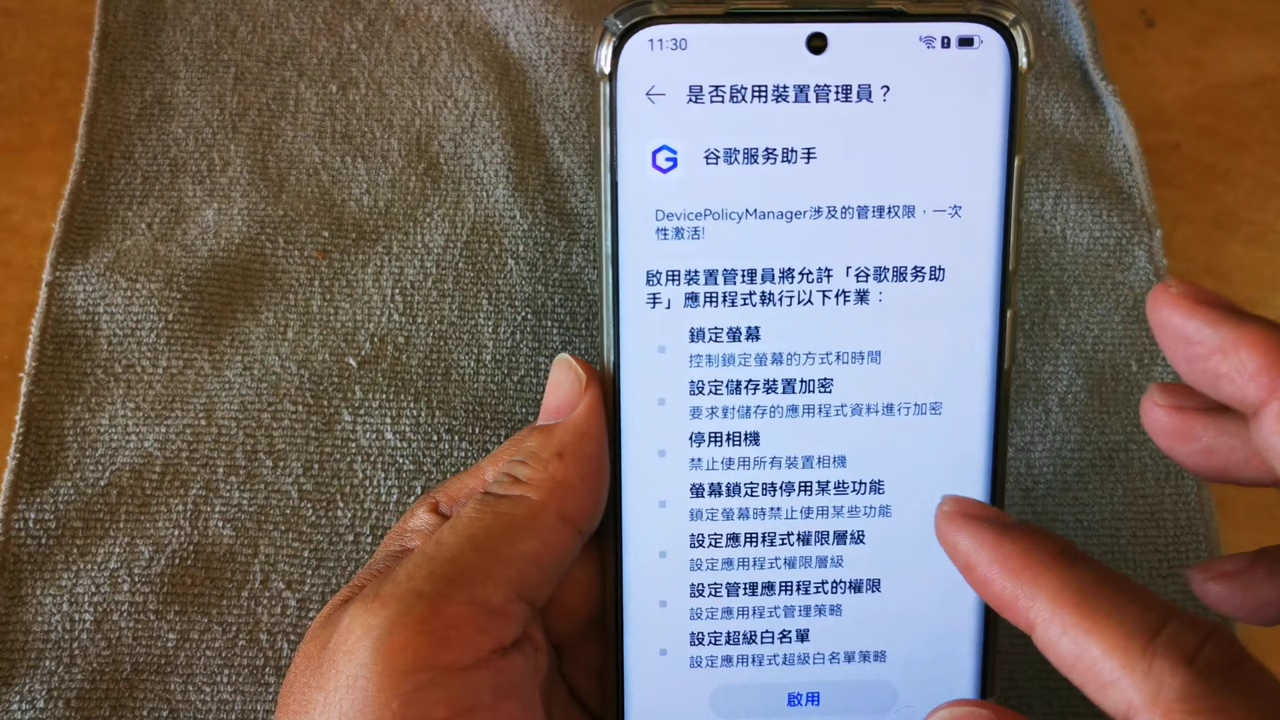 11:30
是否啟用裝置管理員？
谷歌服务助手
DevicePolicyManager涉及的管理权限，一次
性激活!
啟用裝置管理員將允許「谷歌服务助
手」應用程式執行以下作業：
鎖定螢幕
控制鎖定螢幕的方式和時間
設定儲存裝置加密
要求對儲存的應用程式資料進行加密
停用相機
禁止使用所有裝置相機
螢幕鎖定時停用某些功能
鎖定螢幕時禁止使用某些功能
設定應用程式權限層級
設定應用程式權限層級
設定管理應用程式的權限
設定應用程式管理策略
設定超級白名單
設定應用程式超級白名單策略
啟用